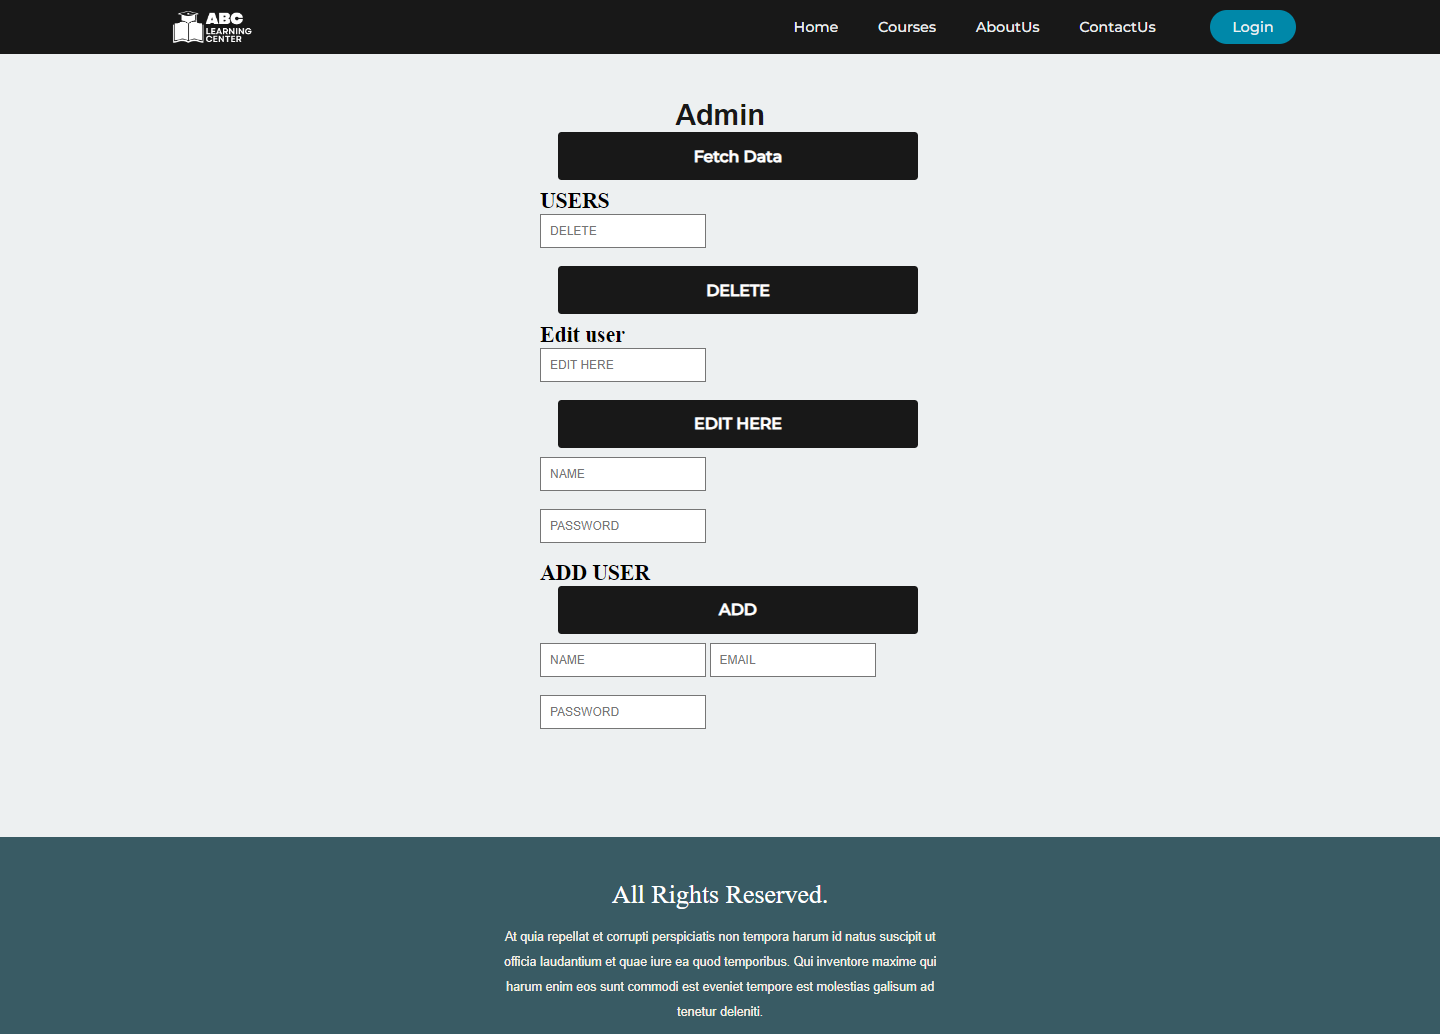 ABC
LEARNING
CENTER
Home Courses AboutUs ContactUs Login
Admin
Fetch Data
USERS
DELETE
DELETE
Edit user
EDIT HERE
EDIT HERE
NAME
PASSWORD
ADD USER
ADD
NAME EMAIL
PASSWORD
All Rights Reserved.
At quia repellat et corrupti perspiciatis non tempora harum id natus suscipit ut
officia laudantium et quae iure ea quod temporibus. Qui inventore maxime qui
harum enim eos sunt commodi est eveniet tempore est molestias galisum ad
tenetur deleniti.